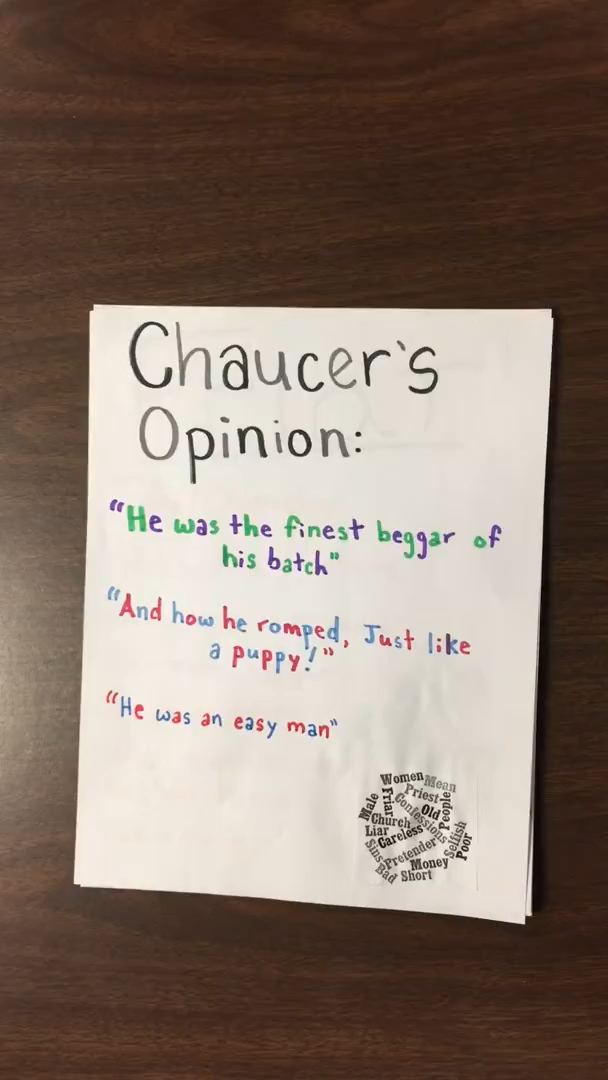 Chaucer's
Opinion:
"He was the finest beggar of
his batch"
"And how he romped, Just like
a puppy!"
"He was an easy man"
Women
Mean
Priest
Friar
Male
Confessions
Old
People
Church
Liar
Careless
Selfish
Poor
Sins
Pretender
Money
Bad
Short